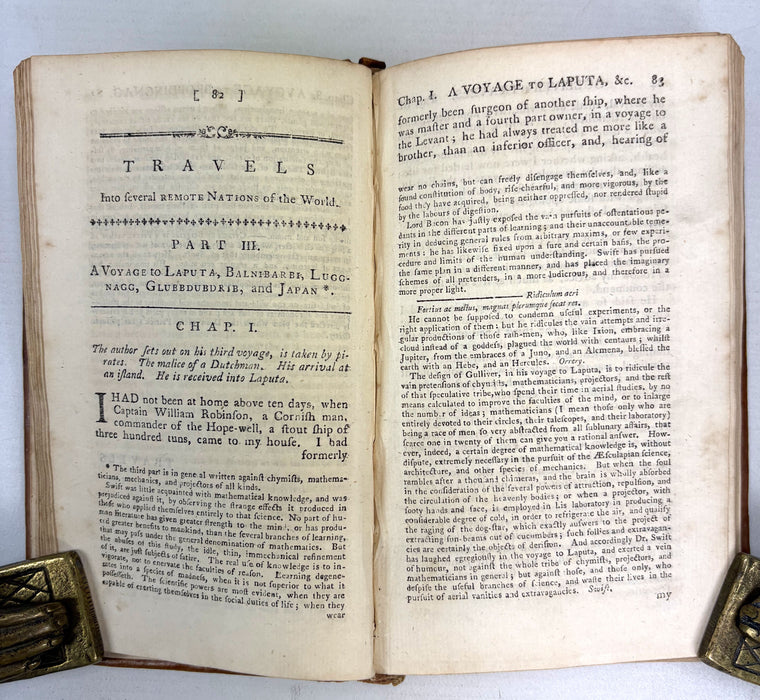 [ 82 ]
TRAVELS
Into several REMOTE NATIONS of the World.
PART III.
A VOYAGE to LAPUTA, BALNIBARBI, LUGG-
NAGG, GLUBBDUBDRIB, and JAPAN *.
CHAP. I.
The author ſets out on his third voyage, is taken by pi-
rates. The malice of a Dutchman. His arrival at
an iſland. He is received into Laputa.
I HAD not been at home above ten days, when
Captain William Robinſon, a Corniſh man,
commander of the Hope-well, a ſtout ſhip of
three hundred tuns, came to my houſe. I had
formerly
* The third part is in general written againſt chymiſts, mathema-
ticians, mechanics, and projectors of all kinds.
Swift was little acquainted with mathematical knowledge, and was
prejudiced againſt it, by obſerving the ſtrange effects it produced in
thoſe who applied themſelves entirely to that ſcience. No part of hu-
man literature has given greater ſtrength to the mind, or has produ-
ced greater benefits to mankind, than the ſeveral branches of learning,
that may paſs under the general denomination of mathematics. But
the abuſes of this ſtudy, the idle, thin, immechanical refinement
of it, are juſt ſubjects of ſatire. The real uſe of knowledge is to in-
vigorate, not to enervate the faculties of reaſon. Learning degene-
rates into a ſpecies of madneſs, when it is not ſuperior to what it
poſſeſſeth. The ſcientific powers are moſt evident, when they are
capable of exerting themſelves in the ſocial duties of life; when they
wear
Chap. I. A VOYAGE to LAPUTA, &c. 83
formerly been ſurgeon of another ſhip, where he
was maſter and a fourth part owner, in a voyage to
the Levant; he had always treated me more like a
brother, than an inferior officer, and, hearing of
wear no chains, but can freely diſengage themſelves, and, like a
ſound conſtitution of body, riſe chearful, and more vigorous, by the
food they have acquired, being neither oppreſſed, nor rendered ſtupid
by the labours of digeſtion.
Lord Bacon has juſtly expoſed the vain purſuits of oſtentatious pe-
dants in the different parts of learning; and their unaccountable teme-
rity in deducing general rules from arbitrary maxims, or few experi-
ments: he has likewiſe fixed upon a ſure and certain baſis, the pro-
cedure and limits of the human underſtanding. Swift has purſued
the ſame plan in a different manner, and has placed the imaginary
ſchemes of all pretenders, in a more ludicrous, and therefore in a
more proper light.
Ridiculum acri
Fortius ac melius, magnas plerumque ſecat res.
He cannot be ſuppoſed to condemn uſeful experiments, or the
right application of them: but he ridicules the vain attempts and irre-
gular productions of thoſe raſh-men, who, like Ixion, embracing a
cloud inſtead of a goddeſs, plagued the world with centaurs; whilſt
Jupiter, from the embraces of a Juno, and an Alcmena, bleſſed the
earth with an Hebe, and an Hercules. Orrery.
The deſign of Gulliver, in his voyage to Laputa, is to ridicule the
vain pretenſions of chymiſts, mathematicians, projectors, and the reſt
of that ſpeculative tribe, who ſpend their time in aerial ſtudies, by no
means calculated to improve the faculties of the mind, or to inlarge
the number of ideas; mathematicians (I mean thoſe only who are
entirely devoted to their circles, their taleſcopes, and their laboratory)
being a race of men ſo very abſtracted from all ſublunary affairs, that
ſcarce one in twenty of them can give you a rational anſwer. How-
ever, indeed, a certain degree of mathematical knowledge is, without
diſpute, extremely neceſſary in the purſuit of the Æſculapian ſcience,
architecture, and other ſpecies of mechanics. But when the ſoul
rambles after a thouſand chimeras, and the brain is wholly abſorbed
in the conſideration of the ſeveral powers of attraction, repulſion, and
the circulation of the heavenly bodies; or when a projector, with
ſooty hands and face, is employed in his laboratory in producing a
conſiderable degree of cold, in order to refrigerate the air, and qualify
the raging of the dog-ſtar, which exactly anſwers to the project of
extracting ſun-beams out of cucumbers; ſuch follies and extravagan-
cies are certainly the objects of deriſion. And accordingly Dr. Swift
has laughed egregiouſly in the voyage to Laputa, and exerted a vein
of humour, not againſt the whole tribe of chymiſts, projectors, and
mathematicians in general; but againſt thoſe, and thoſe only, who
deſpiſe the uſeful branches of ſcience, and waſte their lives in the
purſuit of aerial vanities and extravagancies. Swift.
my